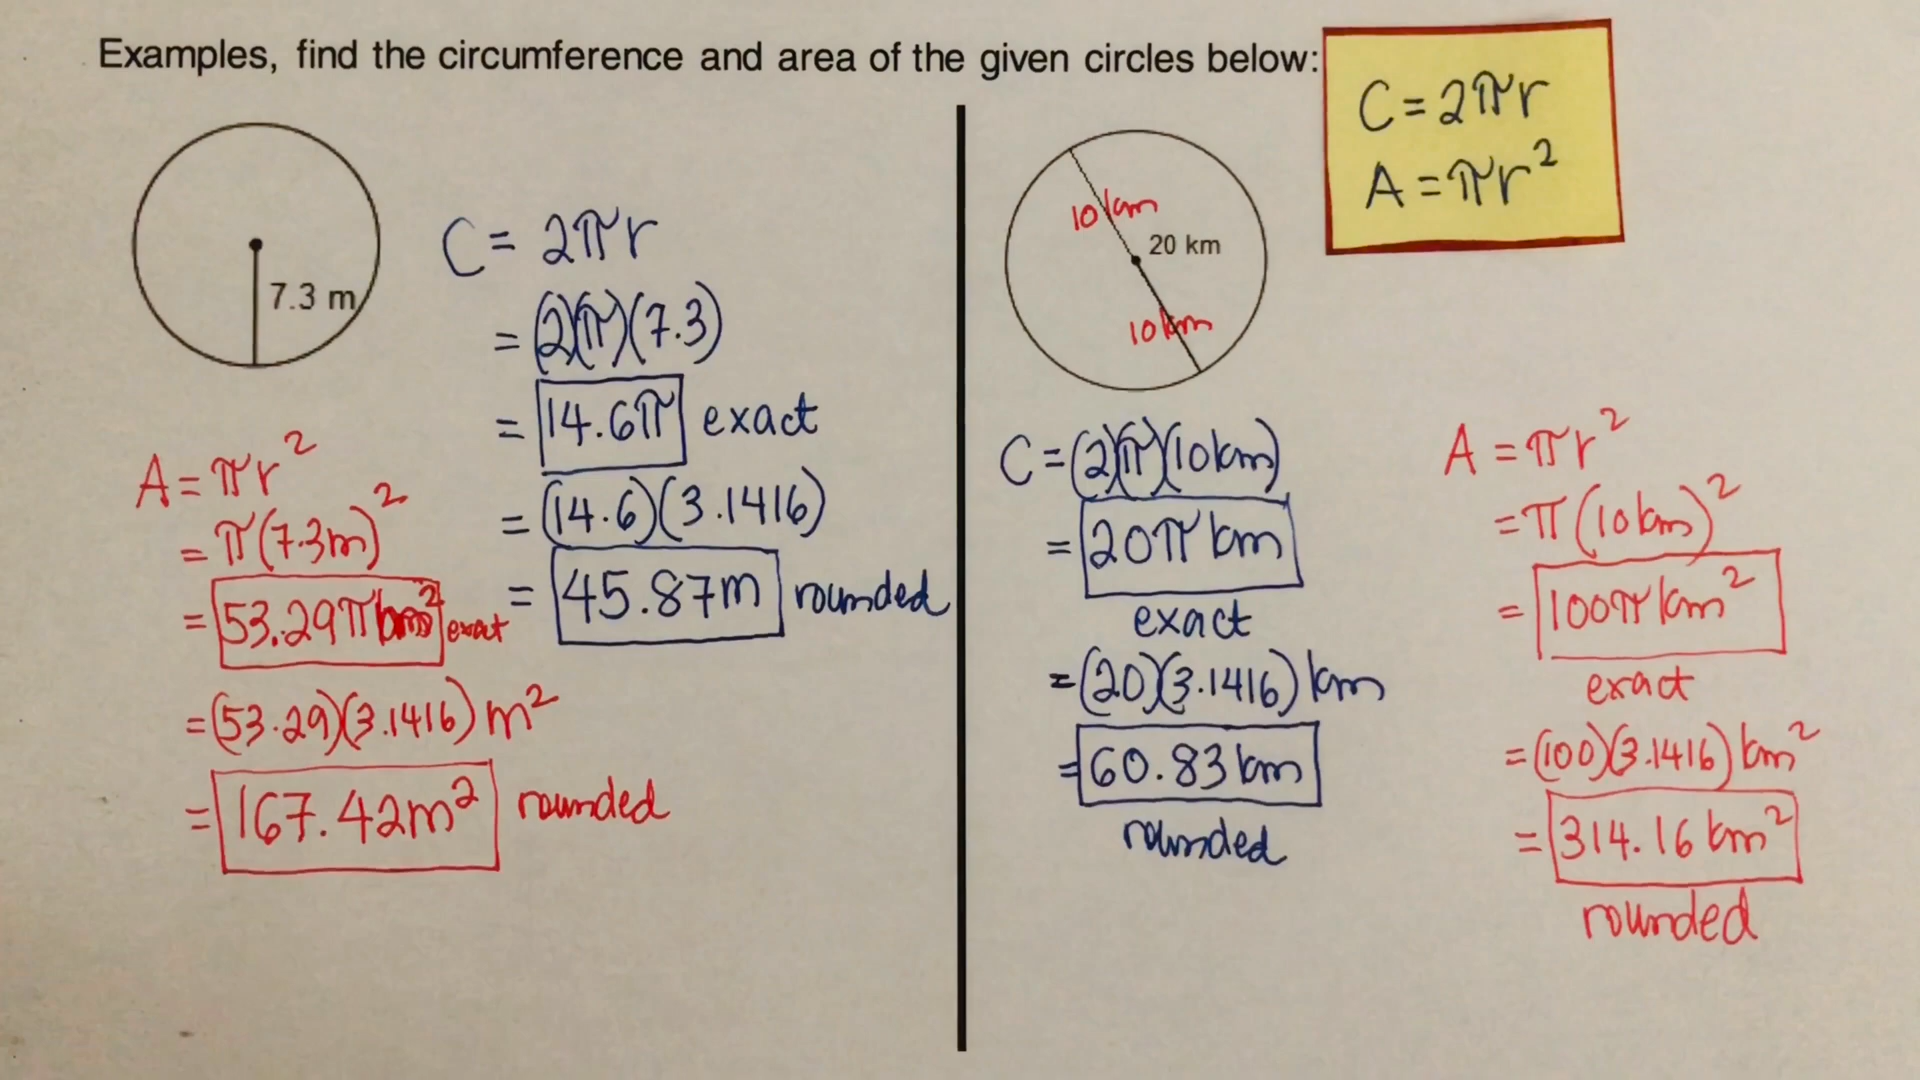 Examples, find the circumference and area of the given circles below:
C = 2πr
A = πr²
7.3 m
C = 2πr
= (2)(π)(7.3)
= 14.6π exact
= (14.6)(3.1416)
= 45.87m rounded
A = πr²
= π(7.3m)²
= 53.29π m² exact
= (53.29)(3.1416) m²
= 167.42m² rounded
10 km
20 km
10 km
C = (2)(π)(10km)
= 20π km
exact
= (20)(3.1416) km
= 60.83 km
rounded
A = πr²
= π(10km)²
= 100π km²
exact
= (100)(3.1416) km²
= 314.16 km²
rounded